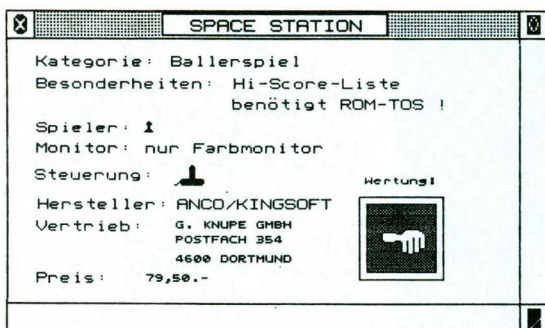 SPACE STATION
Kategorie: Ballerspiel
Besonderheiten: Hi-Score-Liste
benötigt ROM-TOS !
Spieler: 1
Monitor: nur Farbmonitor
Steuerung:
Wertung:
Hersteller: ANCO/KINGSOFT
Vertrieb: G. KNUPE GMBH
POSTFACH 354
4600 DORTMUND
Preis: 79,50.-